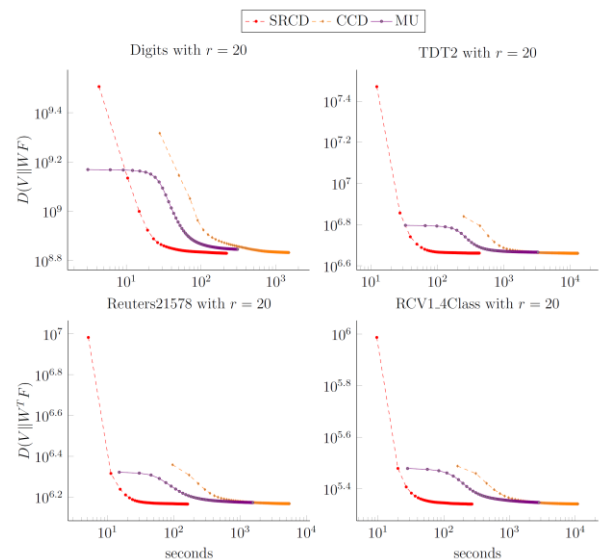 SRCD CCD MU
Digits with r = 20
TDT2 with r = 20
10^9.4
10^9.2
10^9
10^8.8
D(V||WF)
10^1 10^2 10^3
10^7.4
10^7.2
10^7
10^6.8
10^6.6
10^1 10^2 10^3 10^4
Reuters21578 with r = 20
RCV1_4Class with r = 20
10^7
10^6.8
10^6.6
10^6.4
10^6.2
D(V||W^T F)
10^1 10^2 10^3 10^4
seconds
10^6
10^5.8
10^5.6
10^5.4
10^1 10^2 10^3 10^4
seconds